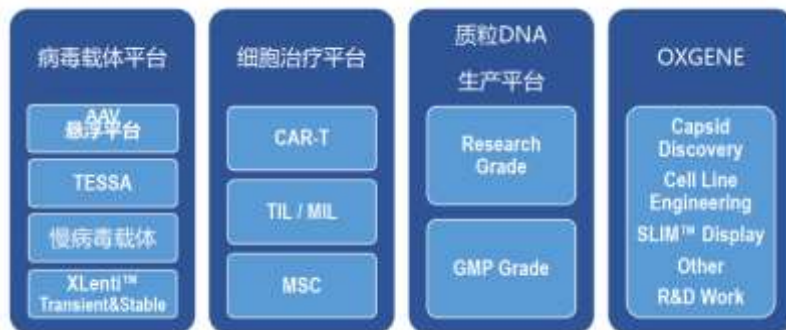 病毒载体平台
AAV
悬浮平台
TESSA
慢病毒载体
XLenti™
Transient&Stable
细胞治疗平台
CAR-T
TIL / MIL
MSC
质粒DNA
生产平台
Research
Grade
GMP Grade
OXGENE
Capsid
Discovery
Cell Line
Engineering
SLIM™ Display
Other
R&D Work